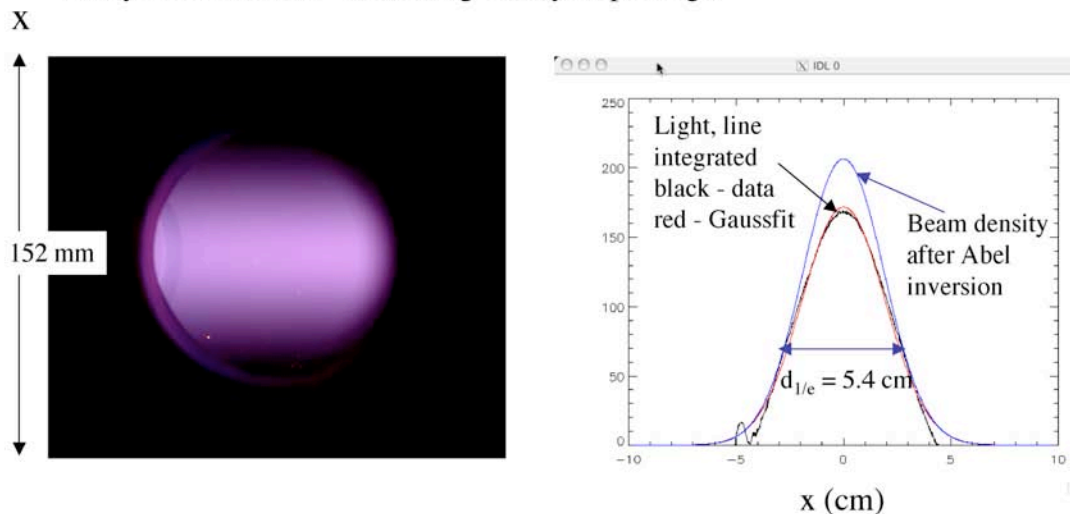 X
152 mm
IDL 0
250
200
150
100
50
0
Light, line
integrated
black - data
red - Gaussfit
Beam density
after Abel
inversion
d1/e = 5.4 cm
-10
-5
0
5
10
x (cm)